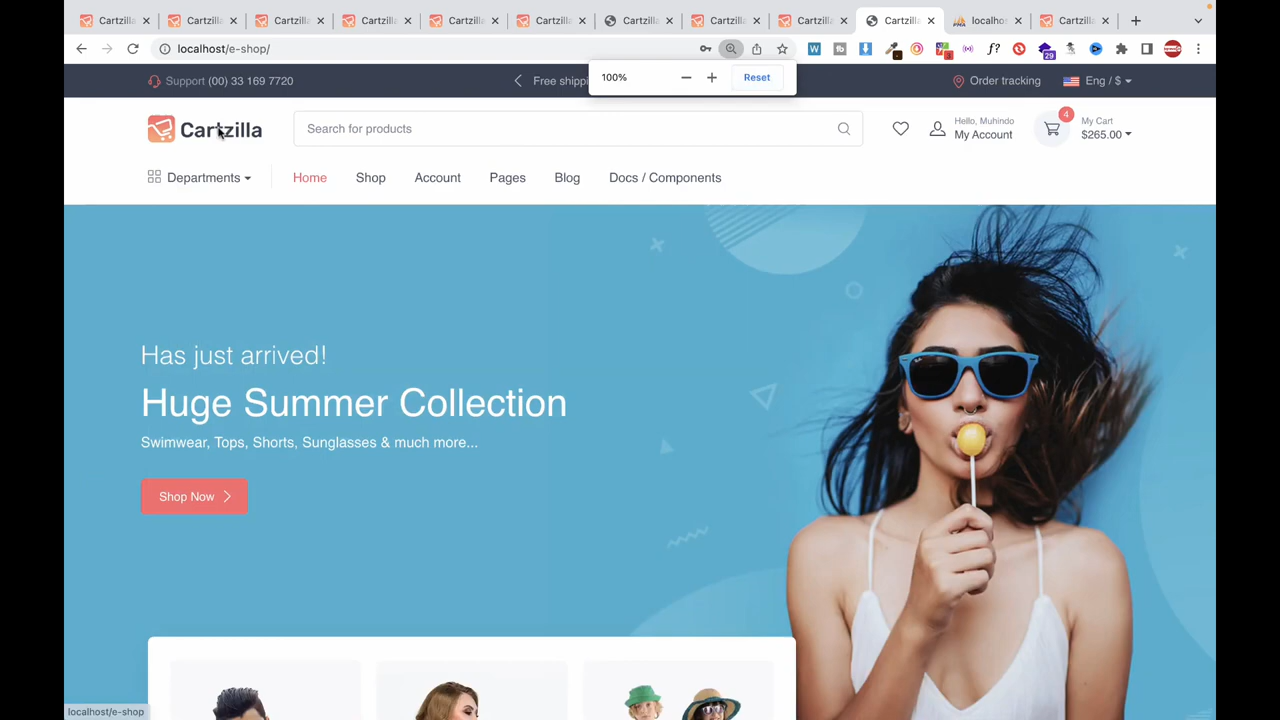 Cartzilla
Cartzilla
Cartzilla
Cartzilla
Cartzilla
Cartzilla
Cartzilla
Cartzilla
Cartzilla
Cartzilla
localhos
Cartzilla
localhost/e-shop/
f?
29
100%
Reset
Support (00) 33 169 7720
Free shippi
Order tracking
Eng / $
Cartzilla
Search for products
Hello, Muhindo
My Account
4
My Cart
$265.00
Departments
Home
Shop
Account
Pages
Blog
Docs / Components
Has just arrived!
Huge Summer Collection
Swimwear, Tops, Shorts, Sunglasses & much more...
Shop Now
localhost/e-shop